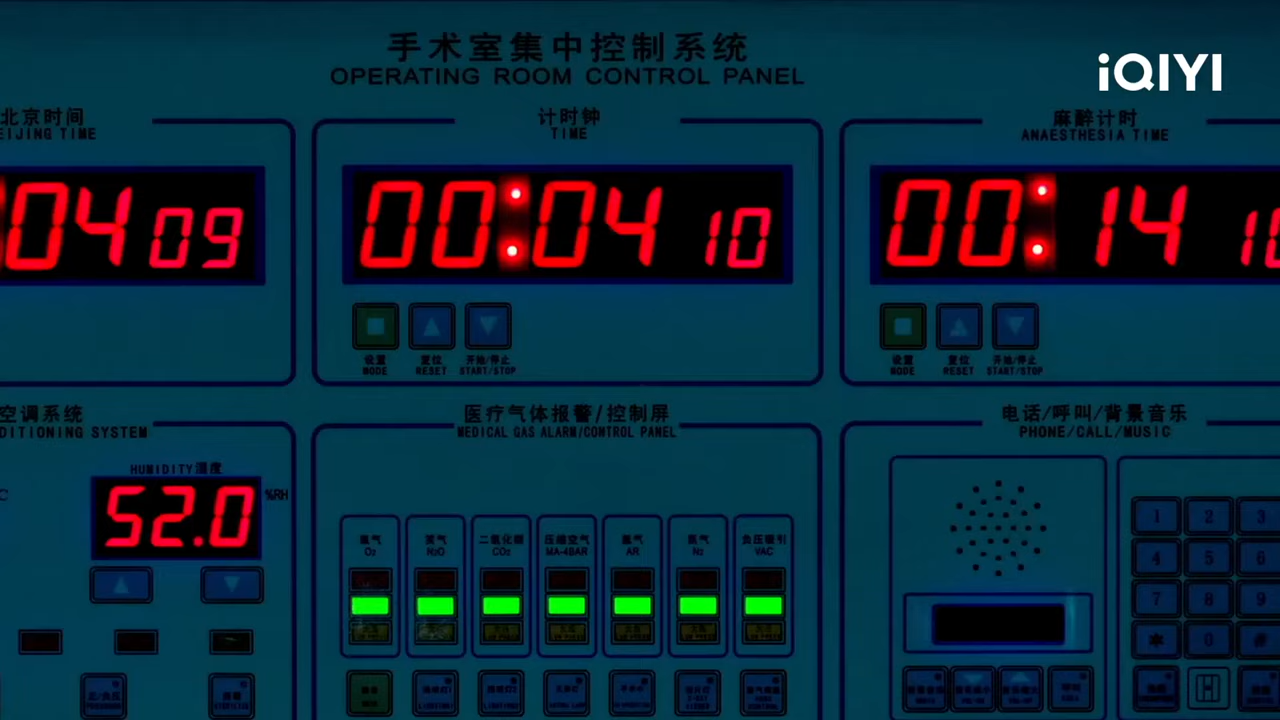 手术室集中控制系统
OPERATING ROOM CONTROL PANEL
iQIYI
北京时间
EIJING TIME
计时钟
TIME
麻醉计时
ANAESTHESIA TIME
04 09
00:04 10
00:14
设置
MODE
复位
RESET
开始/停止
START/STOP
设置
MODE
复位
RESET
开始/停止
START/STOP
空调系统
DITIONING SYSTEM
医疗气体报警/控制屏
MEDICAL GAS ALARM/CONTROL PANEL
电话/呼叫/背景音乐
PHONE/CALL/MUSIC
HUMIDITY湿度
52.0
%RH
氧气
O₂
笑气
N₂O
二氧化碳
CO₂
压缩空气
MA-4BAR
氩气
AR
氮气
N₂
负压吸引
VAC
1 2 3
4 5 6
7 8 9
* 0 #